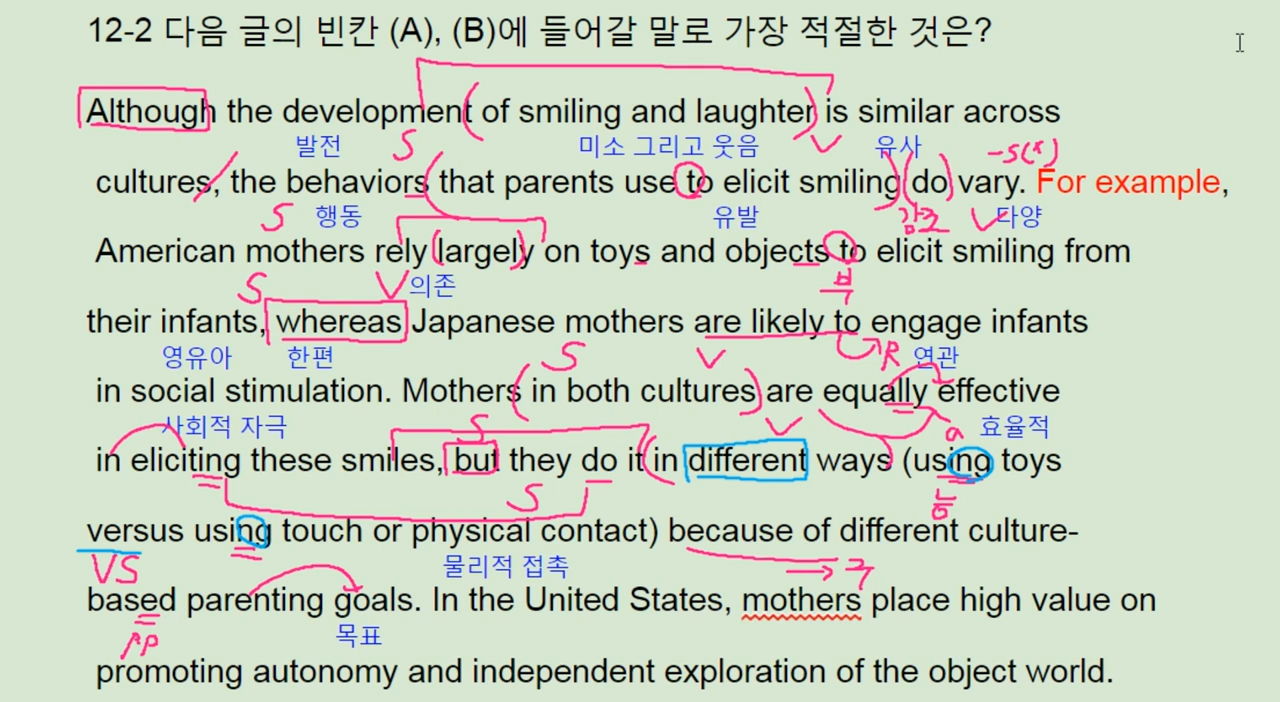 12-2 다음 글의 빈칸 (A), (B)에 들어갈 말로 가장 적절한 것은?
Although the development of smiling and laughter is similar across
발전 S 미소 그리고 웃음 V 유사 -s(x)
cultures, the behaviors that parents use to elicit smiling do vary. For example,
S 행동 유발 강조 V 다양
American mothers rely largely on toys and objects to elicit smiling from
S V 의존 부
their infants, whereas Japanese mothers are likely to engage infants
영유아 한편 S V R 연관
in social stimulation. Mothers in both cultures are equally effective
사회적 자극 S V a 효율적
in eliciting these smiles, but they do it in different ways (using toys
S 능
versus using touch or physical contact) because of different culture-
VS 물리적 접촉 구
based parenting goals. In the United States, mothers place high value on
pp 목표
promoting autonomy and independent exploration of the object world.